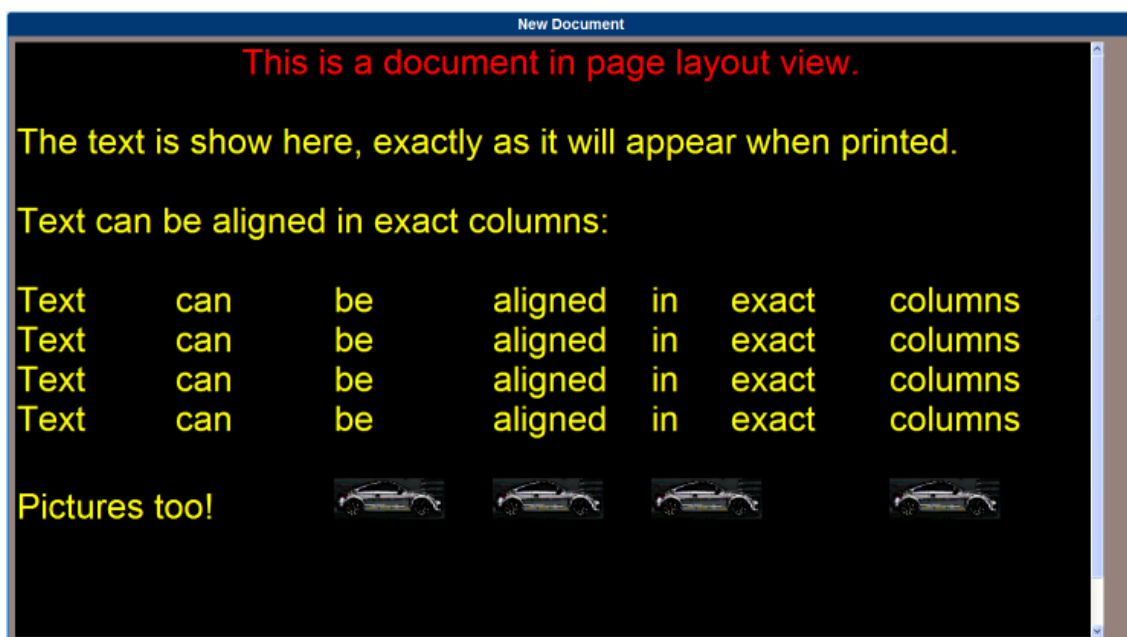 New Document
This is a document in page layout view.
The text is show here, exactly as it will appear when printed.
Text can be aligned in exact columns:
Text can be aligned in exact columns
Text can be aligned in exact columns
Text can be aligned in exact columns
Text can be aligned in exact columns
Pictures too!